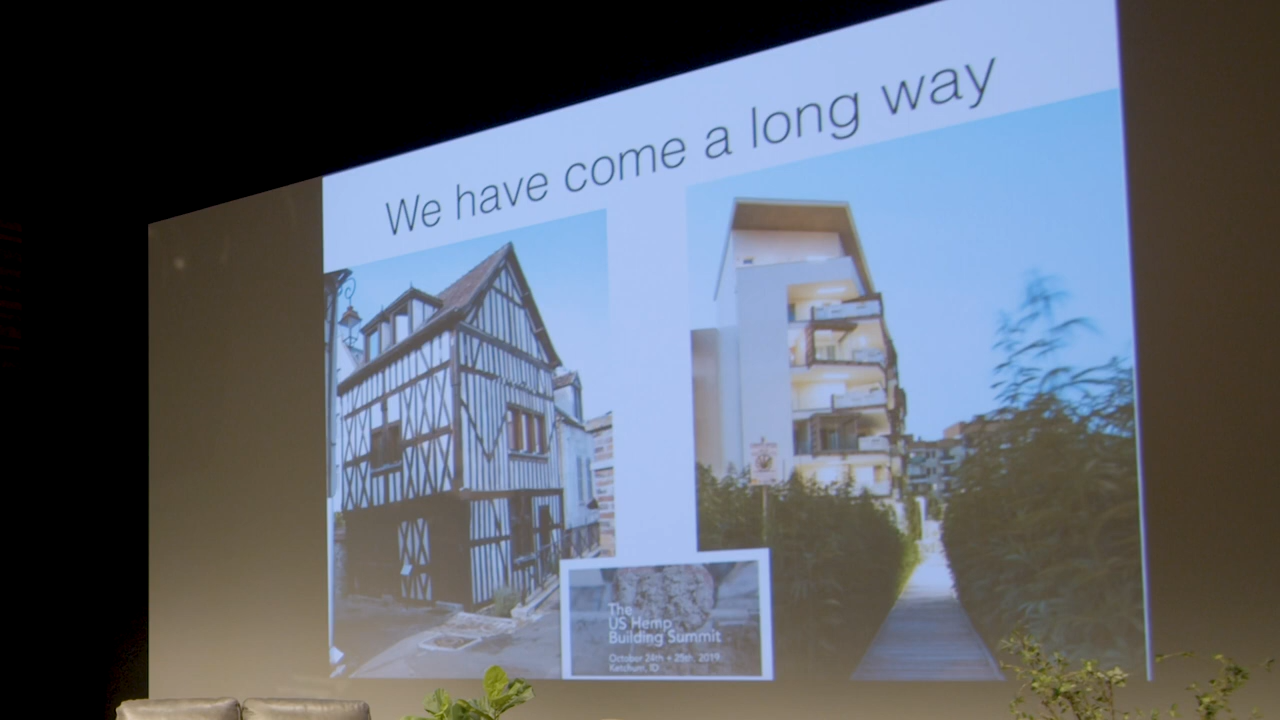 We have come a long way
The
US Hemp
Building Summit
October 24th + 25th, 2019
Ketchum, ID